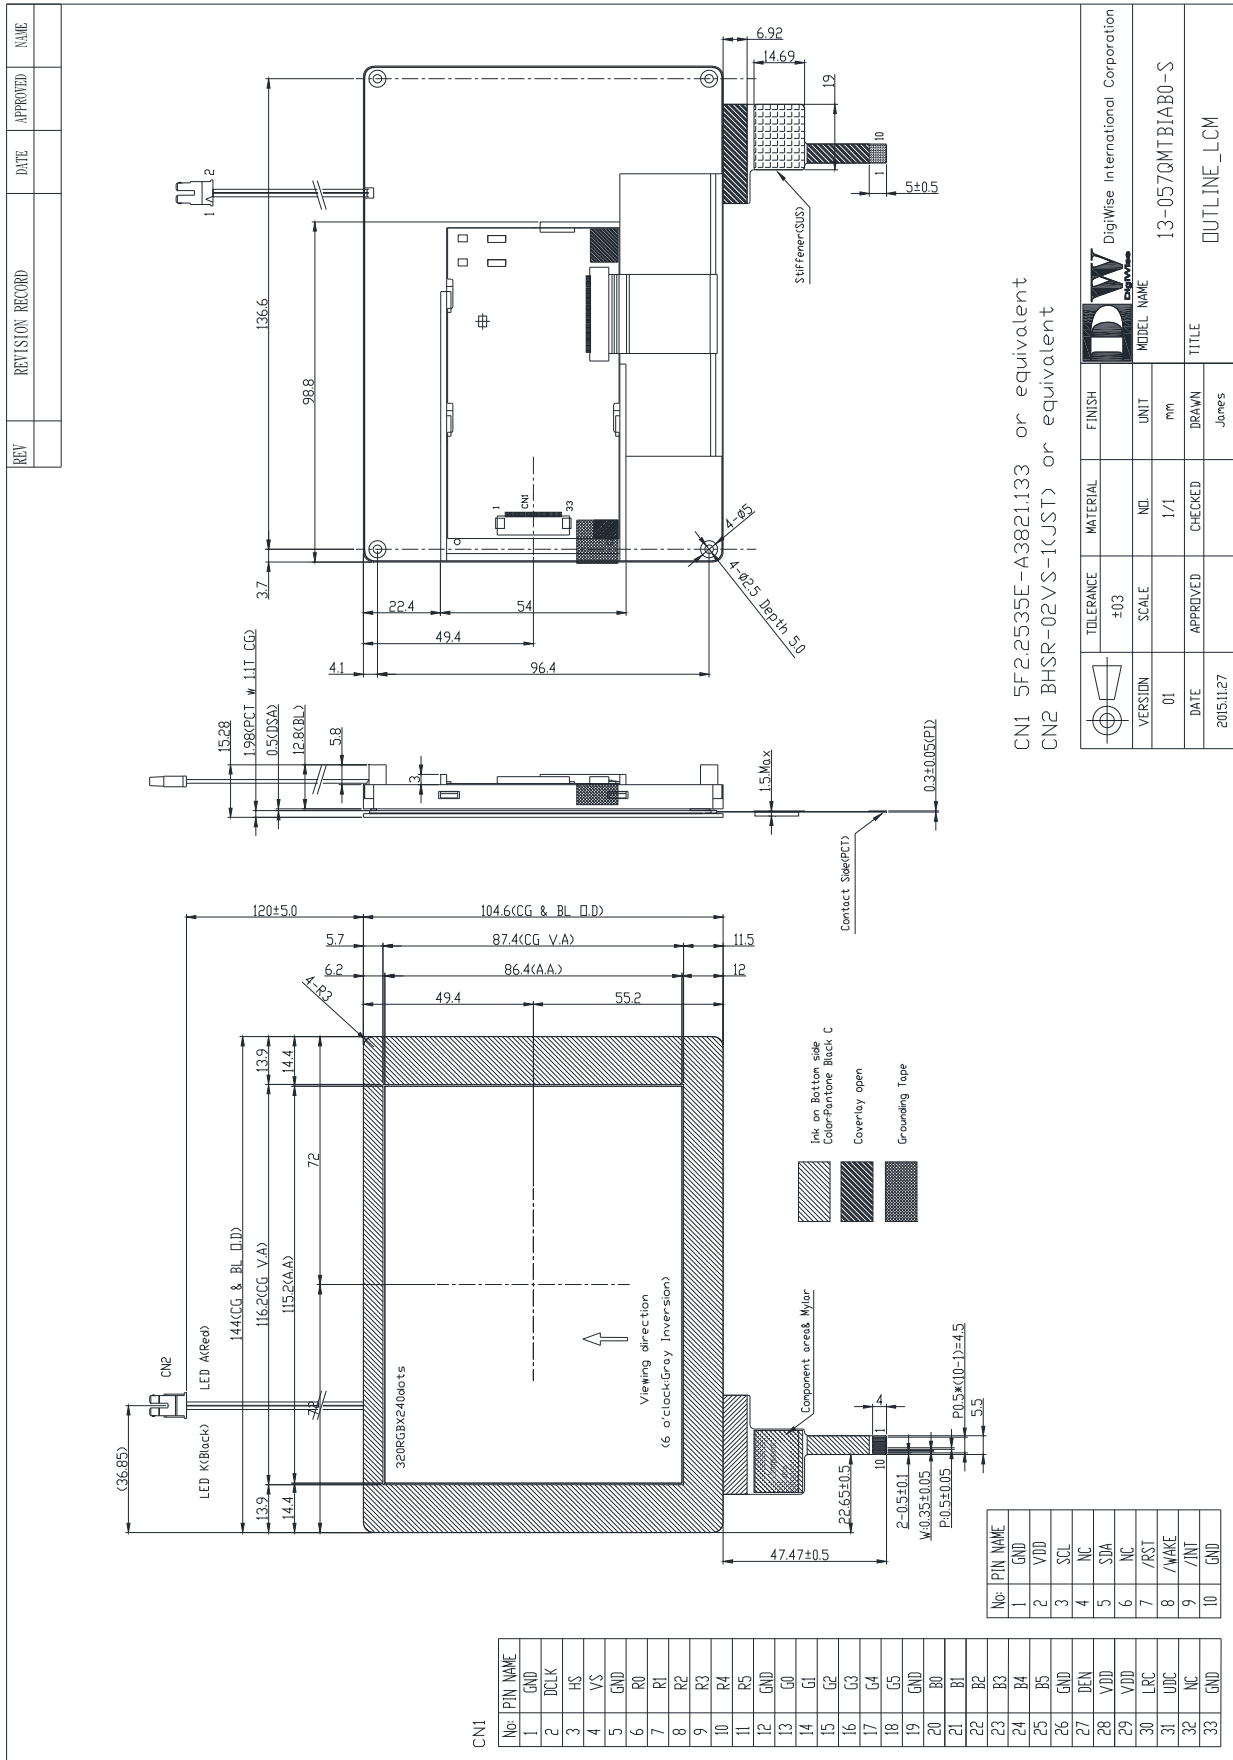 REV REVISION RECORD DATE APPROVED NAME
144(CG & BL O.D)
116.2(CG V.A)
115.2(A.A)
13.9
14.4
72
72
13.9
14.4
(36.85)
CN2
LED K(Black) LED A(Red)
120±5.0
104.6(CG & BL O.D)
5.7
87.4(CG V.A)
11.5
6.2
86.4(A.A.)
12
49.4
55.2
4-R3
320RGBX240dots
Viewing direction
(6 o'clock:Gray Inversion)
Component area& Mylar
22.65±0.5
47.47±0.5
10
1
4
2-0.5±0.1
W:0.35±0.05
P:0.5±0.05
P0.5*(10-1)=4.5
5.5
Ink on Bottom side
Color:Pantone Black C
Coverlay open
Grounding Tape
15.28
1.98(PCT w 1.1T CG)
0.5(DSA)
12.8(BL)
5.8
3
1.5.Max
0.3±0.05(PI)
Contact Side(PCT)
136.6
98.8
3.7
1 2
22.4
54
49.4
4.1
96.4
4-ø5
4-ø2.5 Depth 5.0
1
CN1
33
6.92
14.69
19
1
10
5±0.5
Stiffener(SUS)
CN1 5F2.2535E-A3821.133 or equivalent
CN2 BHSR-02VS-1(JST) or equivalent
CN1
No: PIN NAME
1 GND
2 DCLK
3 HS
4 VS
5 GND
6 R0
7 R1
8 R2
9 R3
10 R4
11 R5
12 GND
13 G0
14 G1
15 G2
16 G3
17 G4
18 G5
19 GND
20 B0
21 B1
22 B2
23 B3
24 B4
25 B5
26 GND
27 DEN
28 VDD
29 VDD
30 LRC
31 UDC
32 NC
33 GND
No: PIN NAME
1 GND
2 VDD
3 SCL
4 NC
5 SDA
6 NC
7 /RST
8 /WAKE
9 /INT
10 GND
TOLERANCE MATERIAL FINISH
±03
DW DigiWise DigiWise International Corporation
VERSION SCALE NO. UNIT MODEL NAME
01 1/1 mm 13-057QMTBIAB0-S
DATE APPROVED CHECKED DRAWN TITLE
2015.11.27 James OUTLINE_LCM